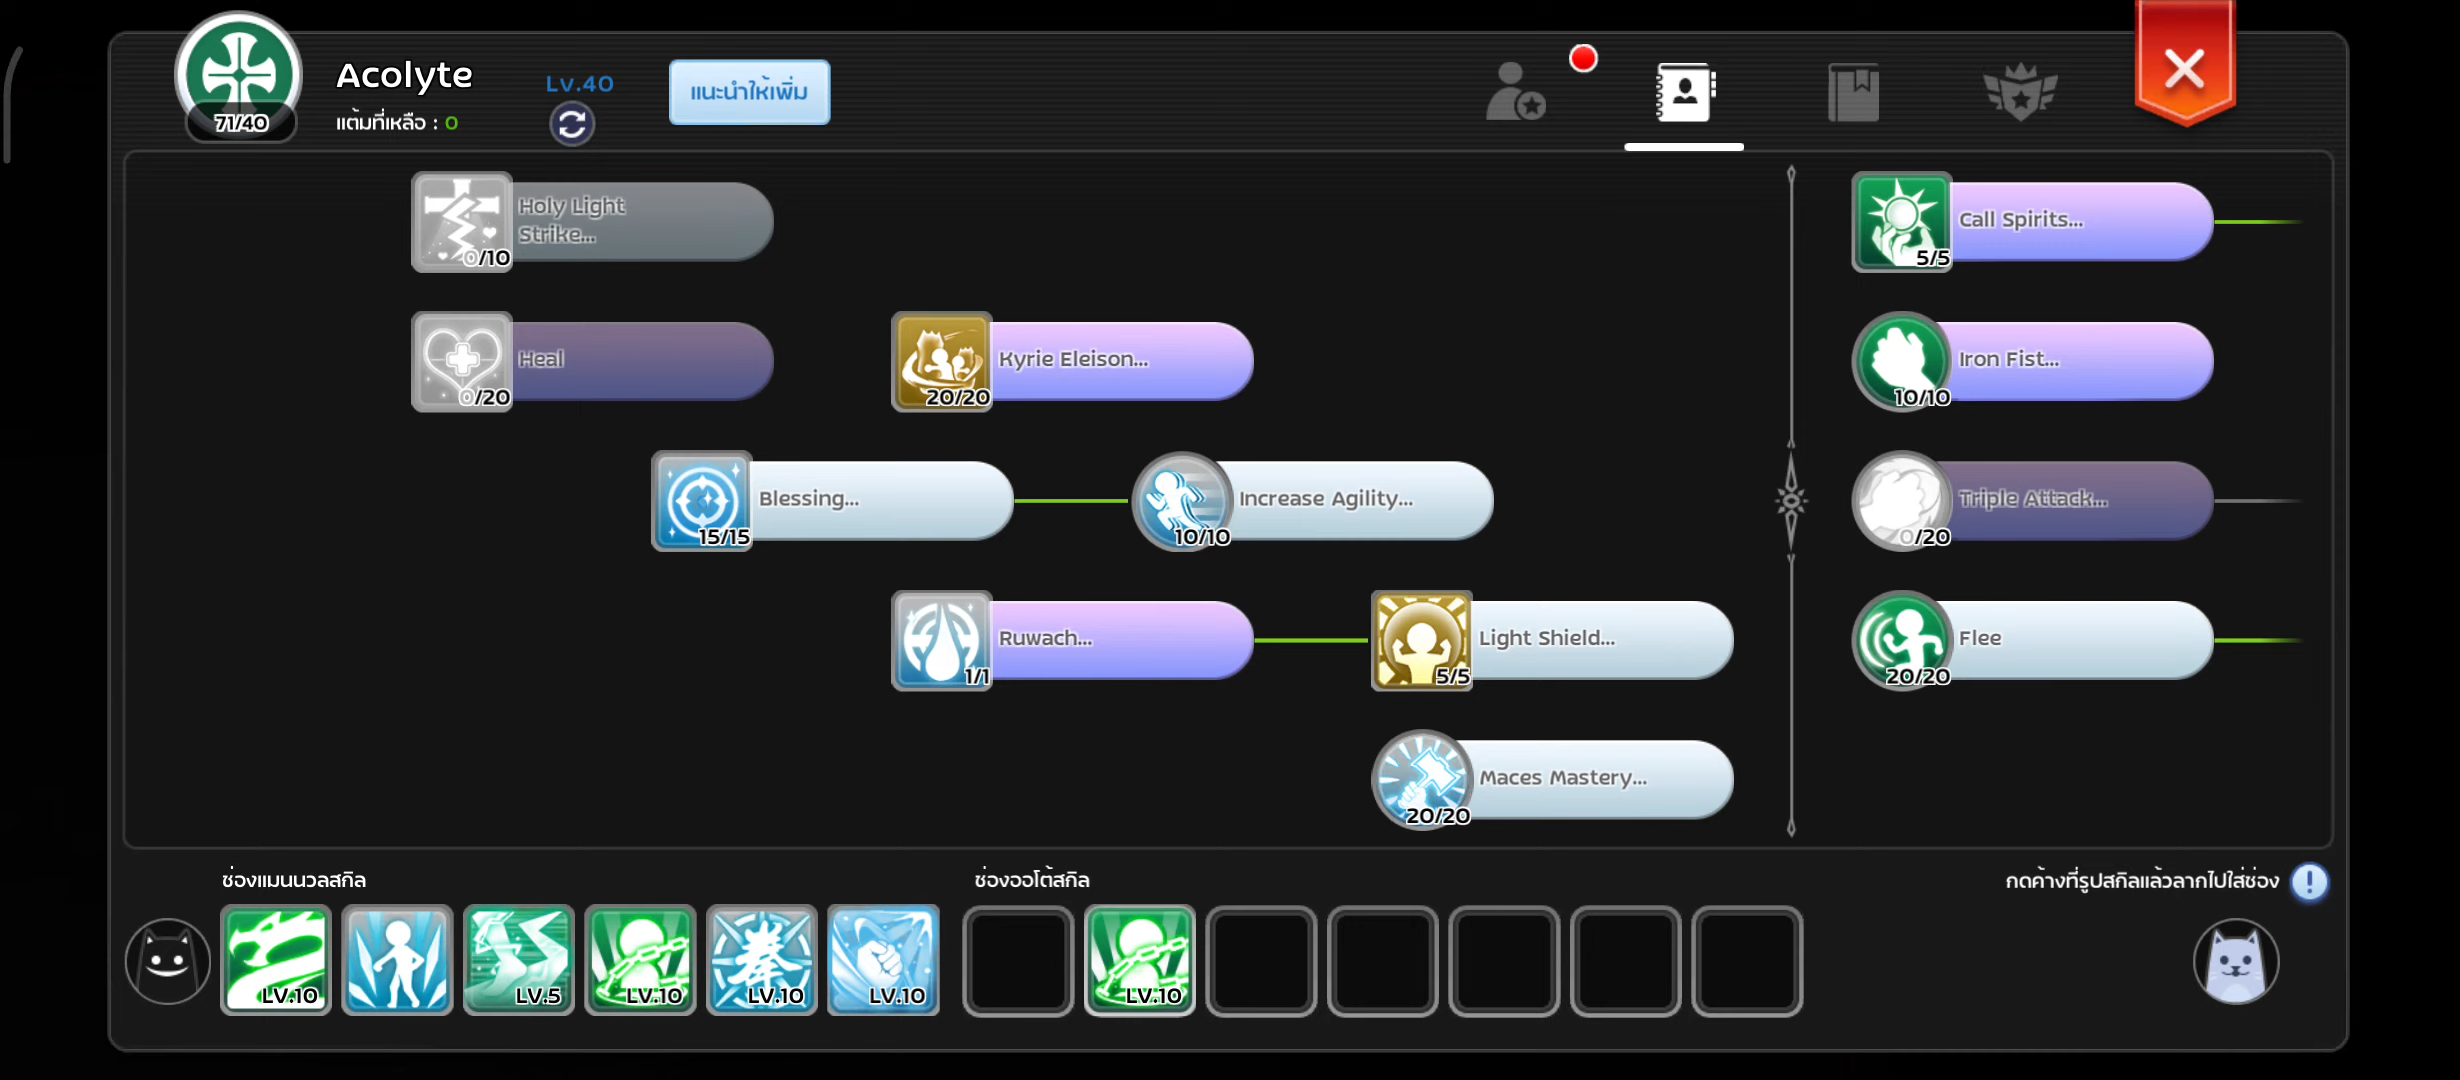 Acolyte
Lv.40
แนะนำให้เพิ่ม
71/40
แต้มที่เหลือ : 0
Holy Light
Strike...
0/10
Call Spirits...
5/5
Heal
0/20
Kyrie Eleison...
20/20
Iron Fist...
10/10
Blessing...
15/15
Increase Agility...
10/10
Triple Attack...
0/20
Ruwach...
1/1
Light Shield...
5/5
Flee
20/20
Maces Mastery...
20/20
ช่องแมนนวลสกิล
ช่องออโต้สกิล
กดค้างที่รูปสกิลแล้วลากไปใส่ช่อง
LV.10
LV.5
LV.10
拳
LV.10
LV.10
LV.10